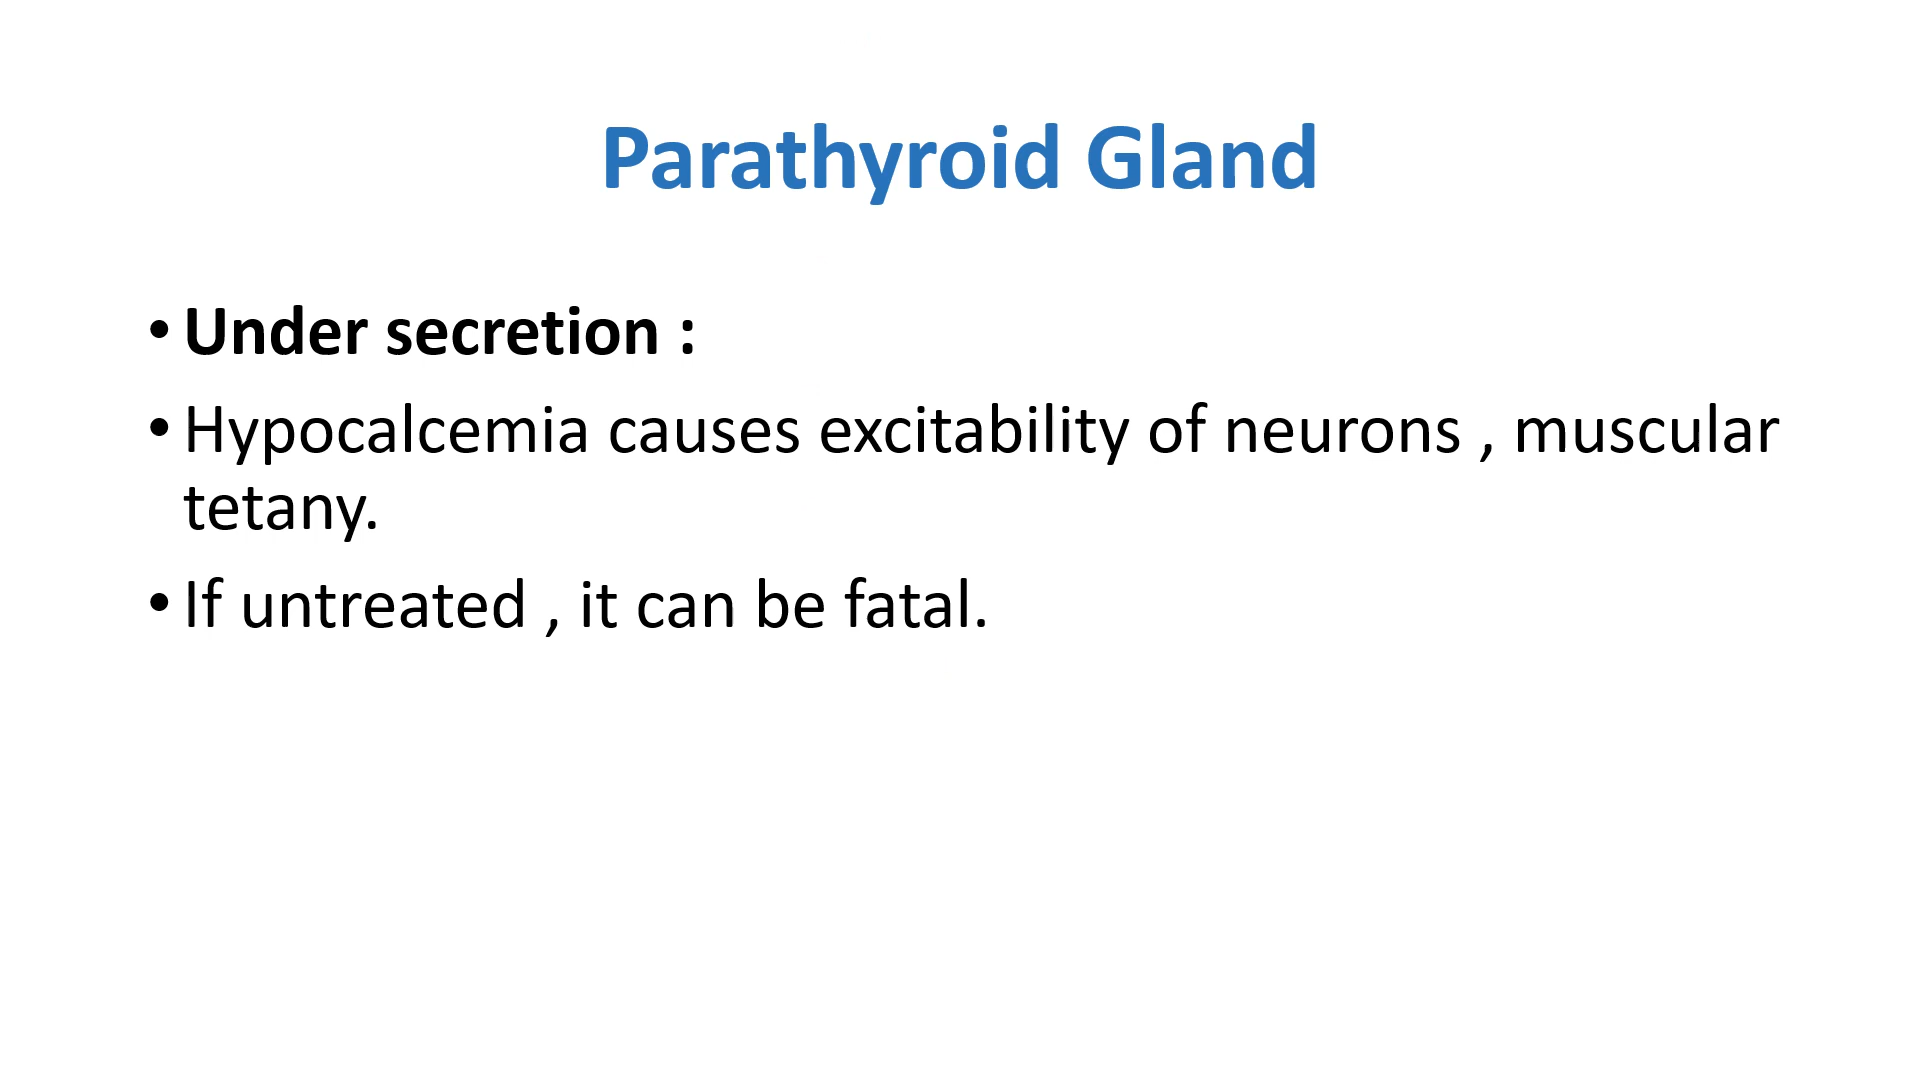 Parathyroid Gland
• Under secretion :
• Hypocalcemia causes excitability of neurons , muscular
tetany.
• If untreated , it can be fatal.